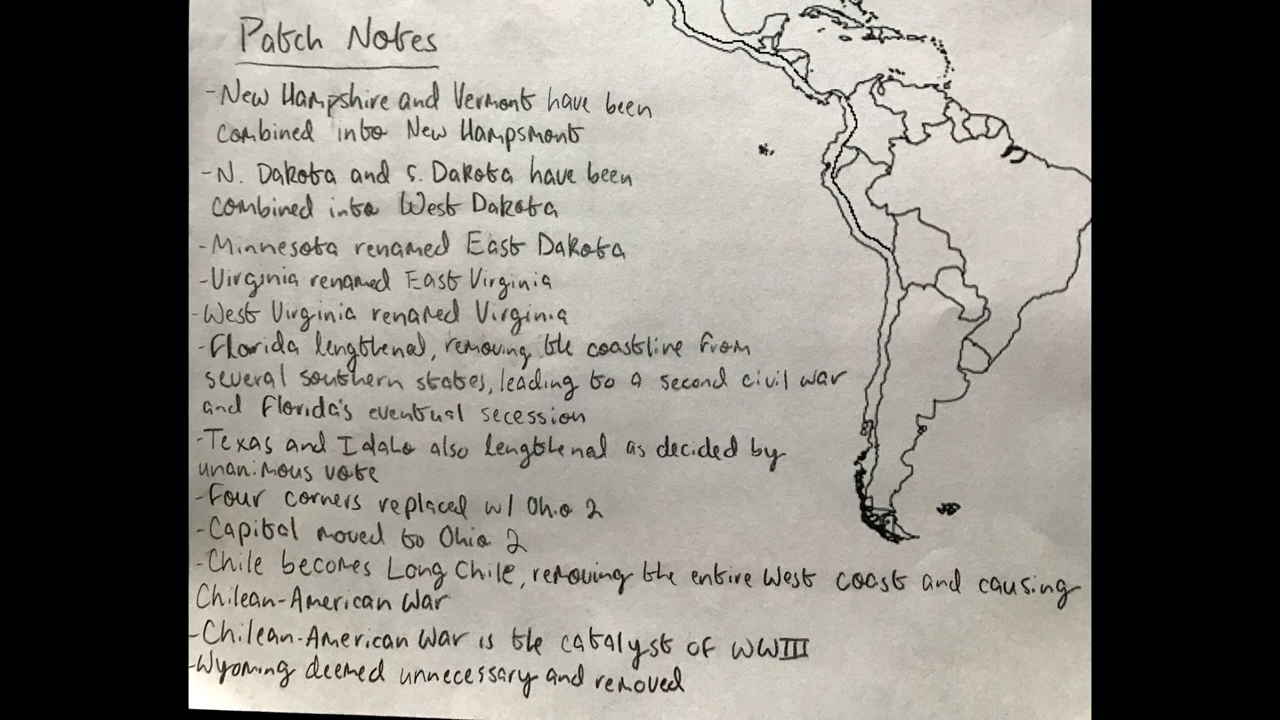 Patch Notes
-New Hampshire and Vermont have been
combined into New Hampsmont
-N. Dakota and S. Dakota have been
combined into West Dakota
-Minnesota renamed East Dakota
-Virginia renamed East Virginia
-West Virginia renamed Virginia
-Florida lengthened, removing the coastline from
several southern states, leading to a second civil war
and Florida's eventual secession
-Texas and Idaho also lengthened as decided by
unanimous vote
-Four corners replaced w/ Ohio 2
-Capital moved to Ohio 2
-Chile becomes Long Chile, removing the entire West coast and causing
Chilean-American War
-Chilean-American War is the catalyst of WWIII
-Wyoming deemed unnecessary and removed